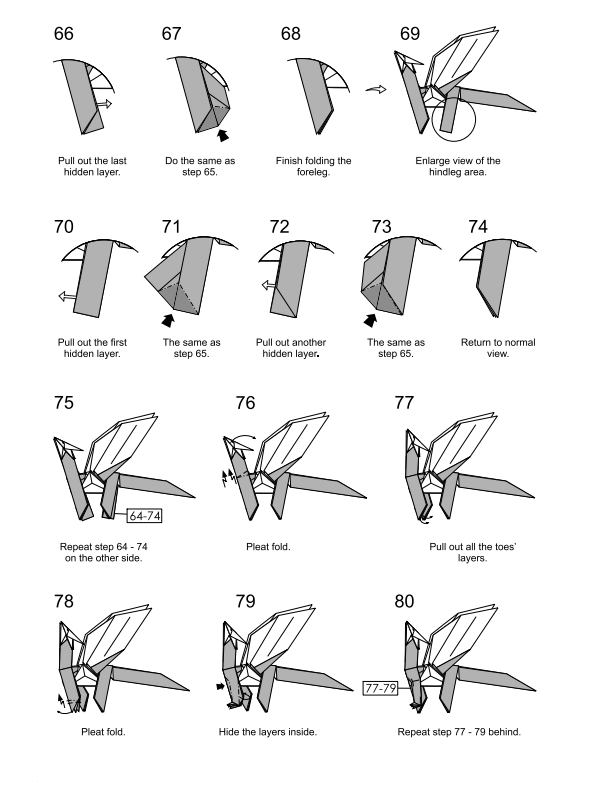 66 67 68 69
Pull out the last
hidden layer.
Do the same as
step 65.
Finish folding the
foreleg.
Enlarge view of the
hindleg area.
70 71 72 73 74
Pull out the first
hidden layer.
The same as
step 65.
Pull out another
hidden layer.
The same as
step 65.
Return to normal
view.
75 76 77
64-74
Repeat step 64 - 74
on the other side.
Pleat fold.
Pull out all the toes'
layers.
78 79 80
77-79
Pleat fold.
Hide the layers inside.
Repeat step 77 - 79 behind.